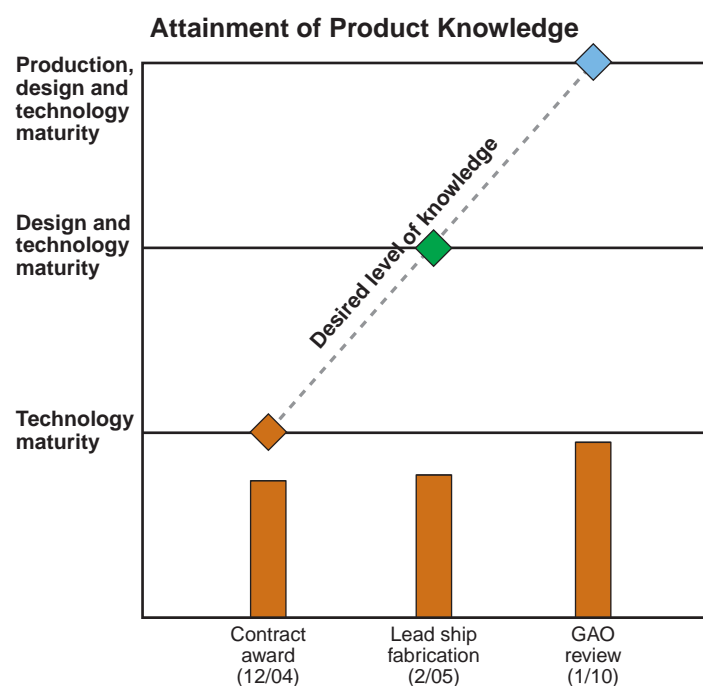 Attainment of Product Knowledge
Production,
design and
technology
maturity
Desired level of knowledge
Design and
technology
maturity
Technology
maturity
Contract
award
(12/04)
Lead ship
fabrication
(2/05)
GAO
review
(1/10)